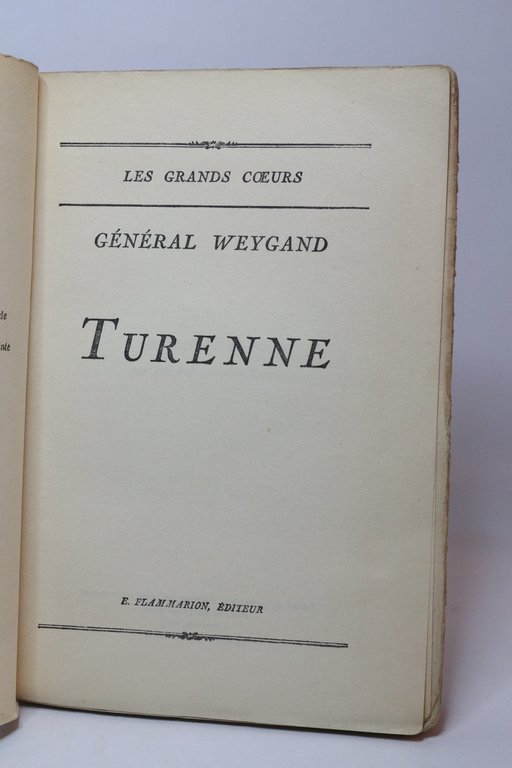 LES GRANDS CŒURS
GÉNÉRAL WEYGAND
TURENNE
E. FLAMMARION, ÉDITEUR